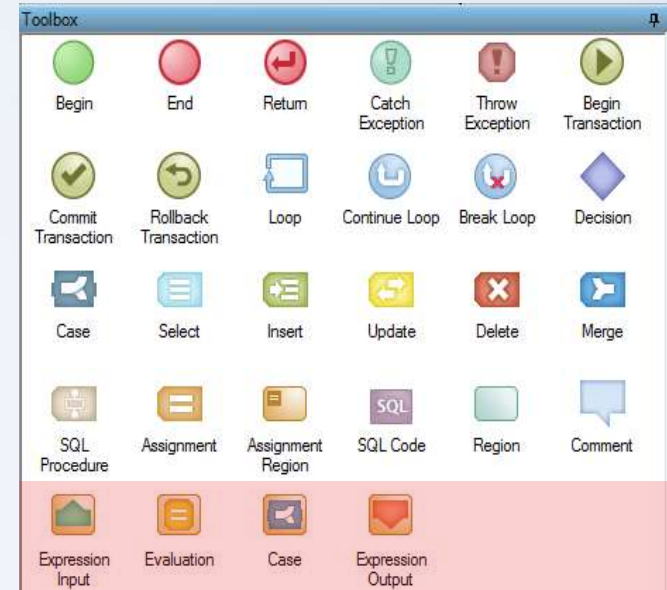 Toolbox
Begin
End
Return
Catch
Exception
Throw
Exception
Begin
Transaction
Commit
Transaction
Rollback
Transaction
Loop
Continue Loop
Break Loop
Decision
Case
Select
Insert
Update
Delete
Merge
SQL
SQL
Procedure
Assignment
Assignment
Region
SQL Code
Region
Comment
Expression
Input
Evaluation
Case
Expression
Output